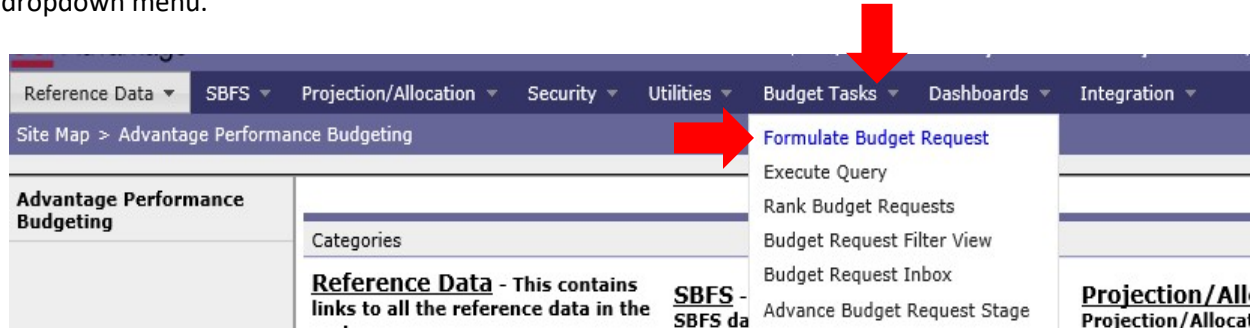 dropdown menu.
Reference Data SBFS Projection/Allocation Security Utilities Budget Tasks Dashboards Integration
Site Map > Advantage Performance Budgeting
Formulate Budget Request
Execute Query
Rank Budget Requests
Budget Request Filter View
Budget Request Inbox
Advance Budget Request Stage
Advantage Performance
Budgeting
Categories
Reference Data - This contains
links to all the reference data in the
SBFS -
SBFS da
Projection/All
Projection/Allocat